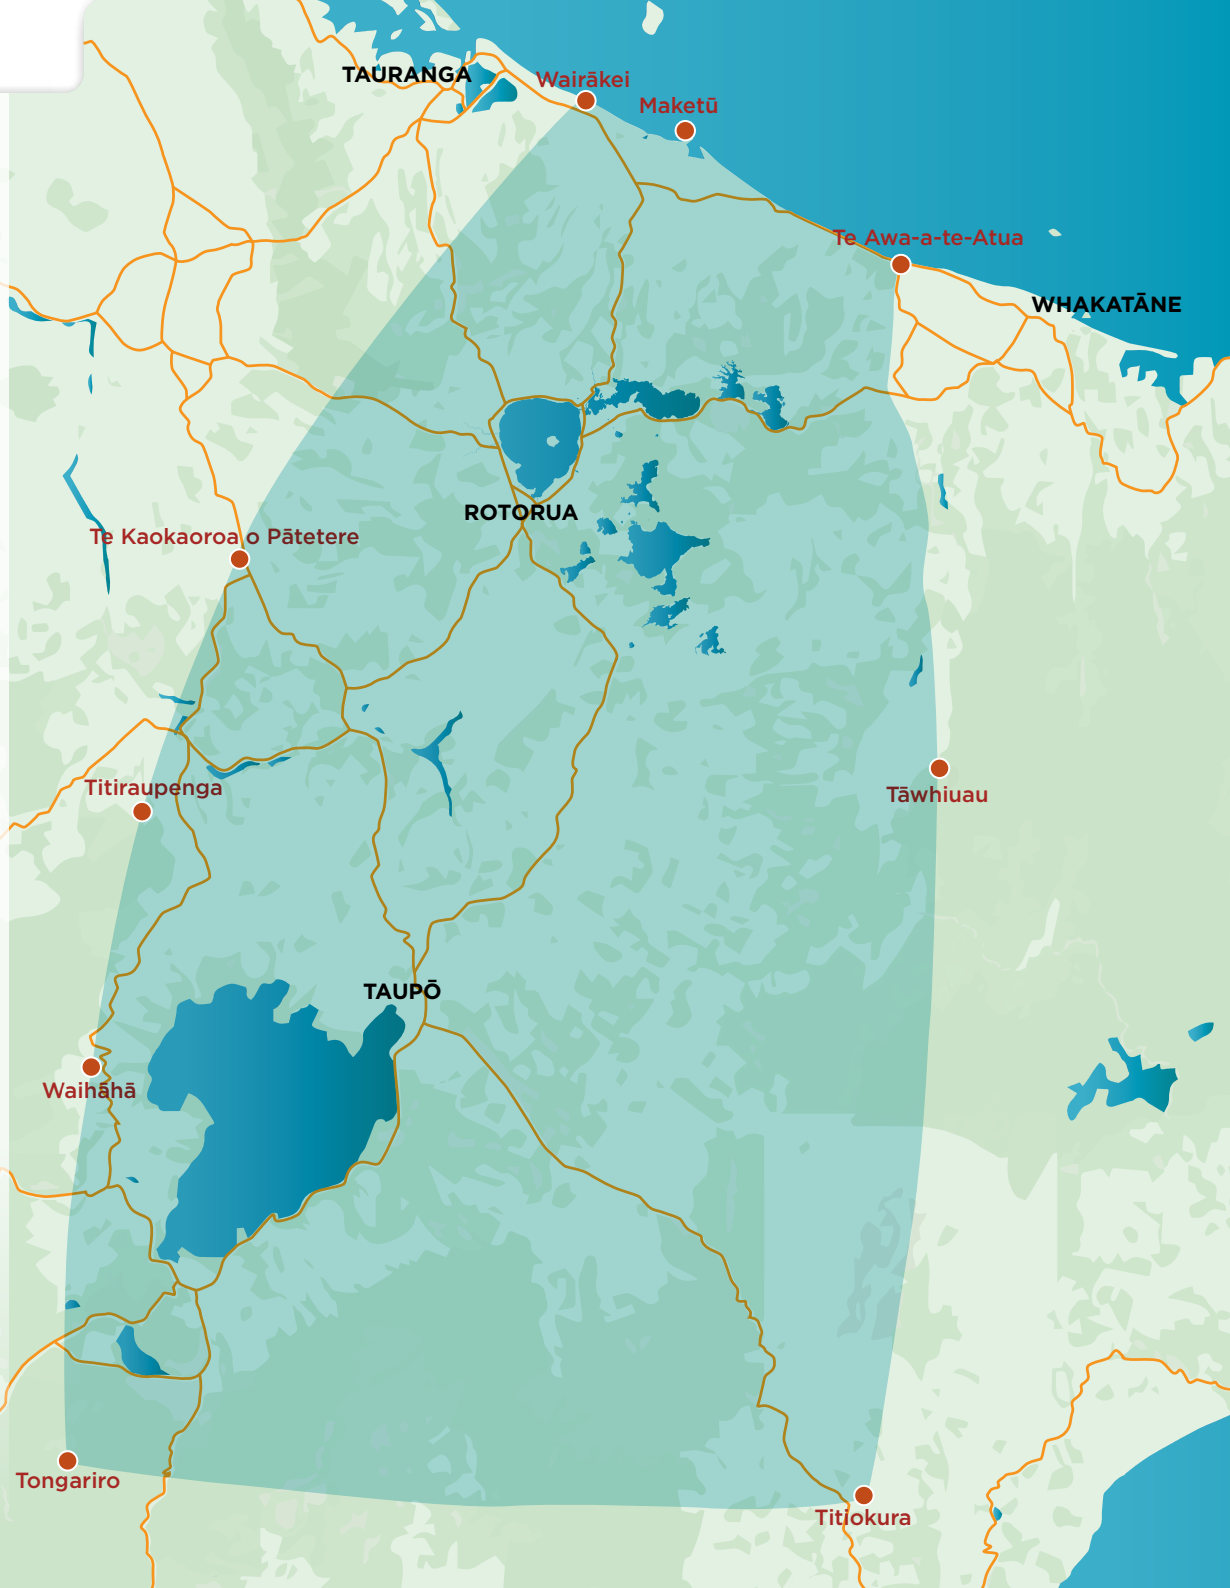 TAURANGA
Wairākei
Maketū
Te Awa-a-te-Atua
WHAKATĀNE
ROTORUA
Te Kaokaoroa o Pātetere
Titiraupenga
Tāwhiuau
TAUPŌ
Waihāhā
Tongariro
Titiokura